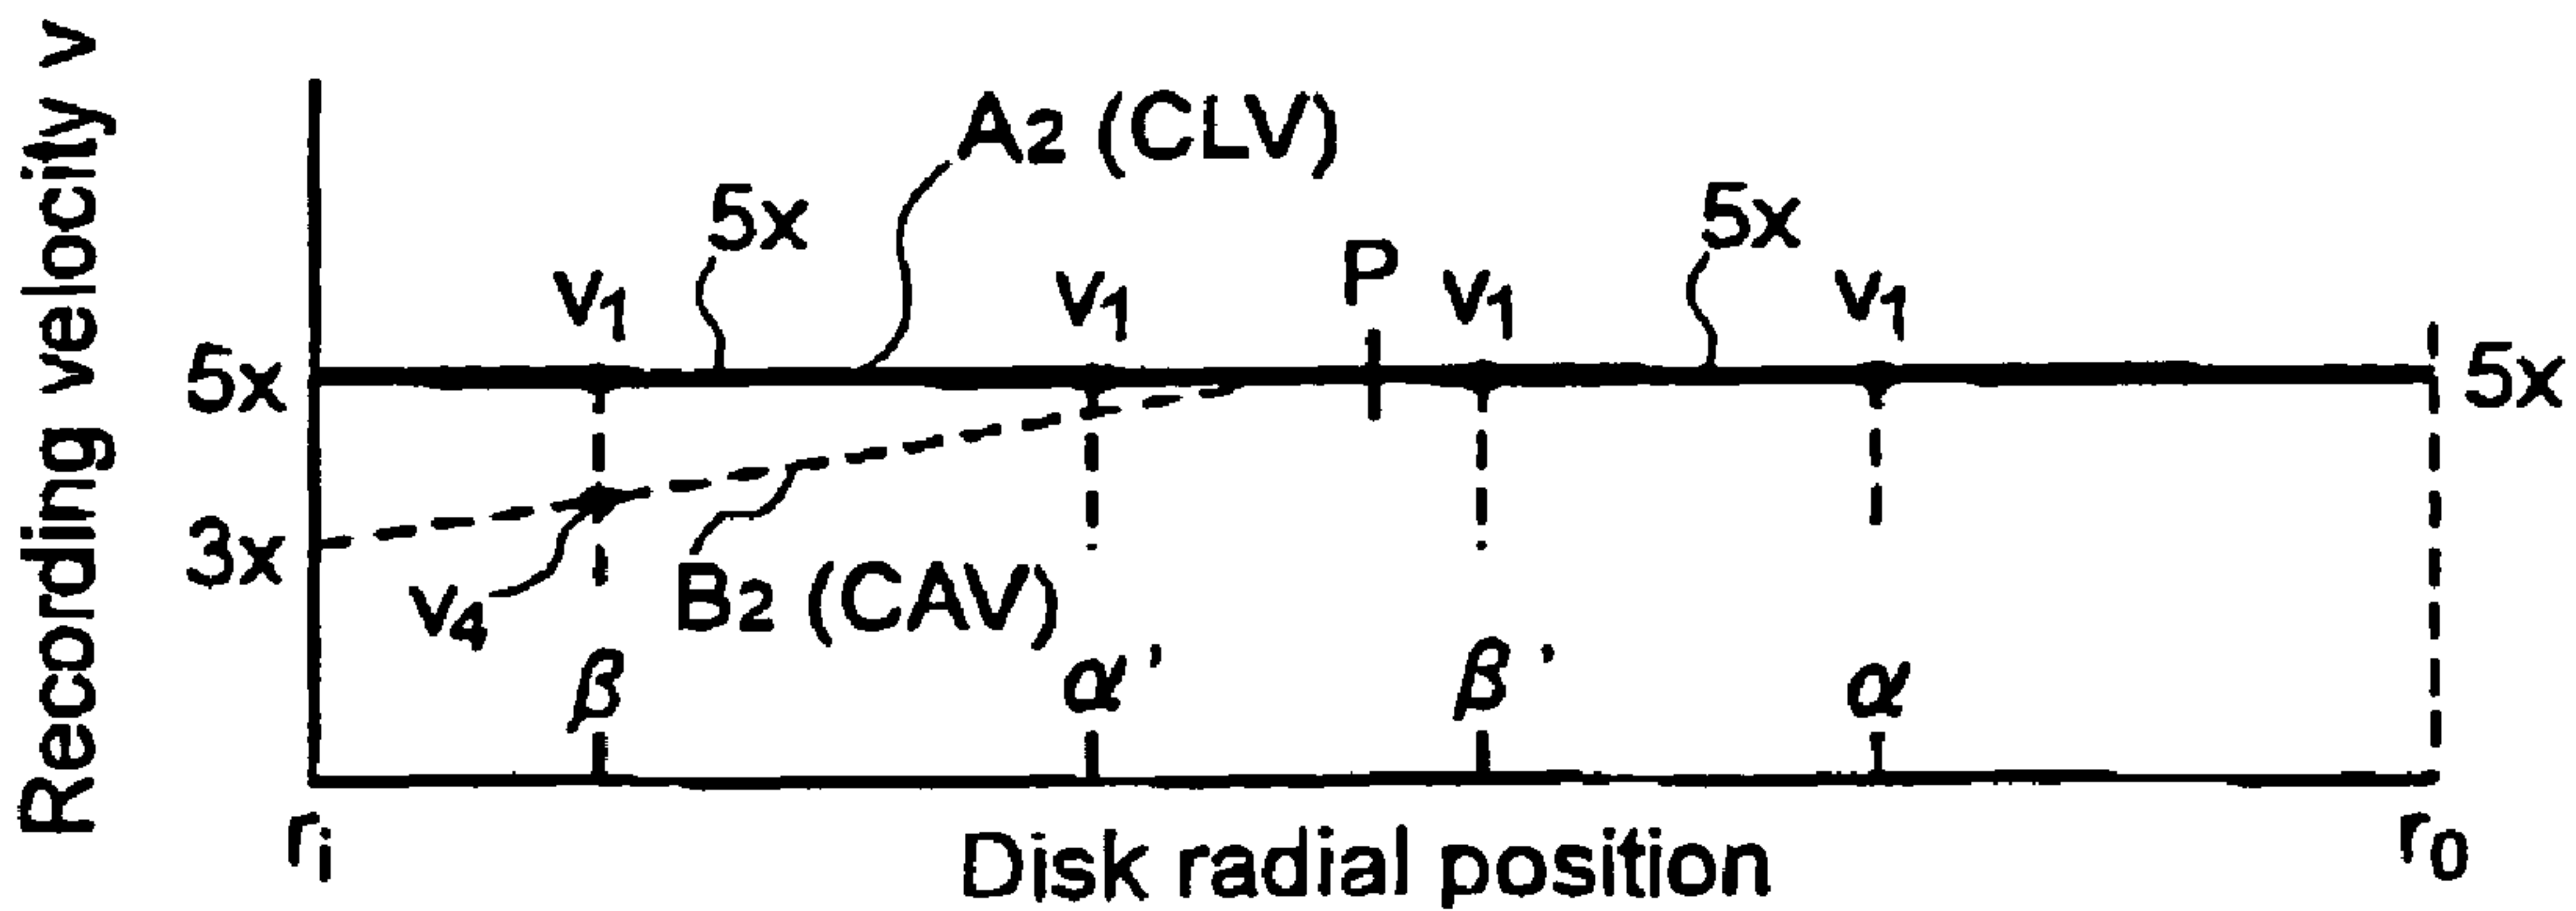 Recording velocity v
A2 (CLV)
5x
5x
v1
v1
P
v1
v1
5x
5x
3x
v4
B2 (CAV)
β
α'
β'
α
ri
Disk radial position
r0